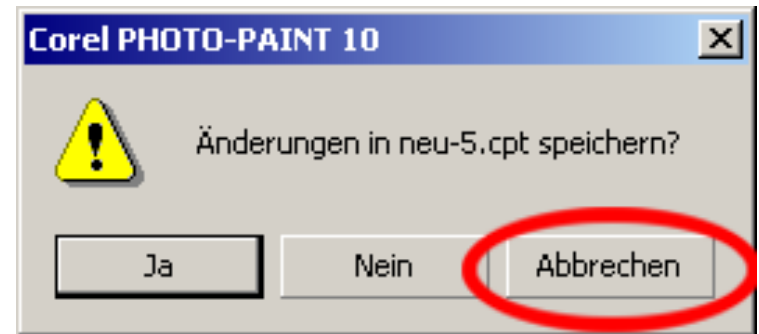 Corel PHOTO-PAINT 10
Änderungen in neu-5.cpt speichern?
Ja
Nein
Abbrechen